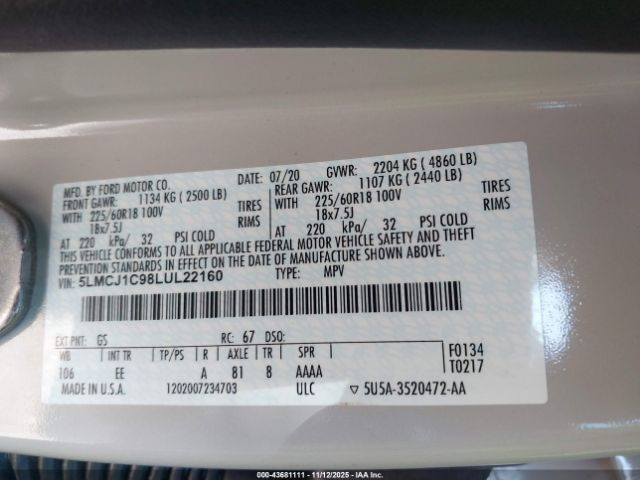 MFD. BY FORD MOTOR CO.
DATE: 07/20 GVWR: 2204 KG ( 4860 LB)
FRONT GAWR: 1134 KG ( 2500 LB)
REAR GAWR: 1107 KG ( 2440 LB)
WITH 225/60R18 100V TIRES
WITH 225/60R18 100V TIRES
18x7.5J RIMS
18x7.5J RIMS
AT 220 kPa/ 32 PSI COLD
AT 220 kPa/ 32 PSI COLD
THIS VEHICLE CONFORMS TO ALL APPLICABLE FEDERAL MOTOR VEHICLE SAFETY AND THEFT
PREVENTION STANDARDS IN EFFECT ON THE DATE OF MANUFACTURE SHOWN ABOVE.
VIN: 5LMCJ1C98LUL22160 TYPE: MPV
EXT PNT: GS RC: 67 DSO:
F0134
WB INT TR TP/PS R AXLE TR SPR
T0217
106 EE A 81 8 AAAA
MADE IN U.S.A. 1202007234703 ULC ▽ 5U5A-3520472-AA
000-43681111 - 11/12/2025 - IAAI.com